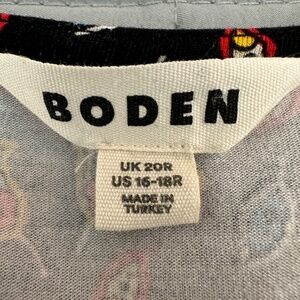 BODEN
UK 20R
US 16-18R
MADE IN
TURKEY